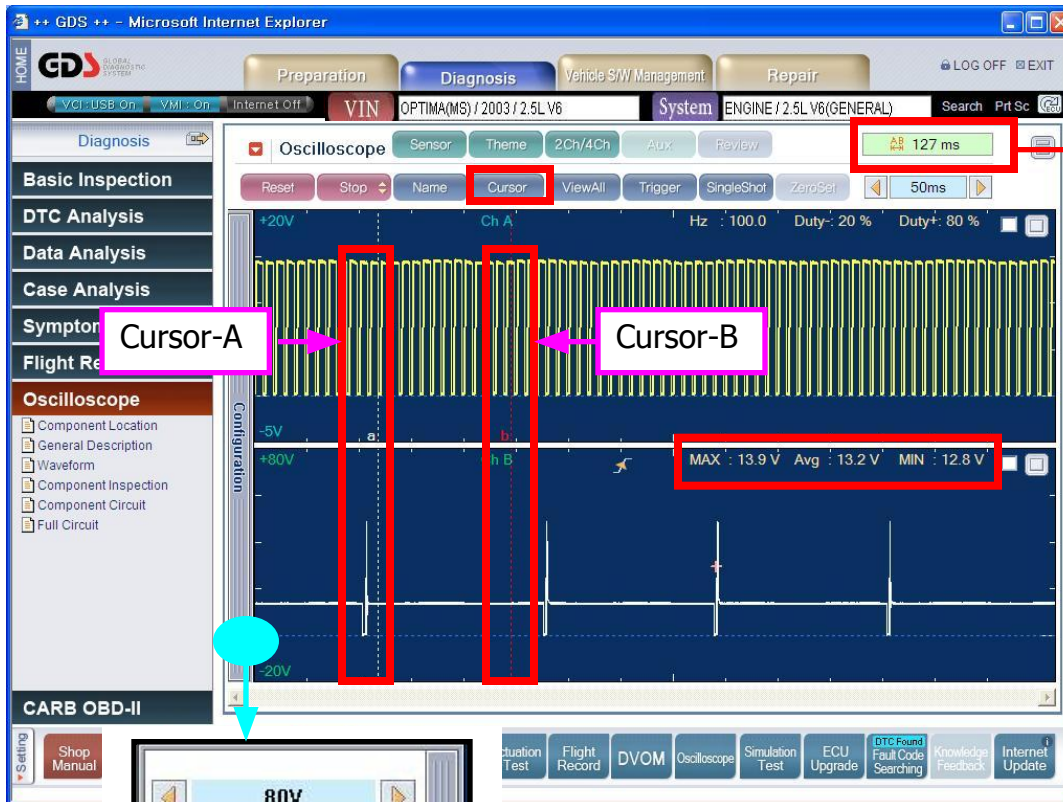 ++ GDS ++ - Microsoft Internet Explorer
HOME
GDS GLOBAL DIAGNOSTIC SYSTEM
Preparation Diagnosis Vehicle S/W Management Repair
LOG OFF EXIT
VCI : USB On VMI : On Internet Off VIN OPTIMA(MS) / 2003 / 2.5L V6 System ENGINE / 2.5L V6(GENERAL) Search Prt Sc ECU
Diagnosis
Basic Inspection
DTC Analysis
Data Analysis
Case Analysis
Sympto
Flight Re
Oscilloscope
Component Location
General Description
Waveform
Component Inspection
Component Circuit
Full Circuit
CARB OBD-II
Oscilloscope Sensor Theme 2Ch/4Ch Aux Review AB 127 ms
Reset Stop Name Cursor ViewAll Trigger SingleShot ZeroSet 50ms
Configuration
+20V Ch A Hz : 100.0 Duty-: 20 % Duty+: 80 %
Cursor-A Cursor-B
-5V a b
+80V Ch B MAX : 13.9 V Avg : 13.2 V MIN : 12.8 V
-20V
Setting
Shop Manual
tuation Test
Flight Record
DVOM
Oscilloscope
Simulation Test
ECU Upgrade
DTC Found
Fault Code Searching
Knowledge Feedback
Internet Update
80V